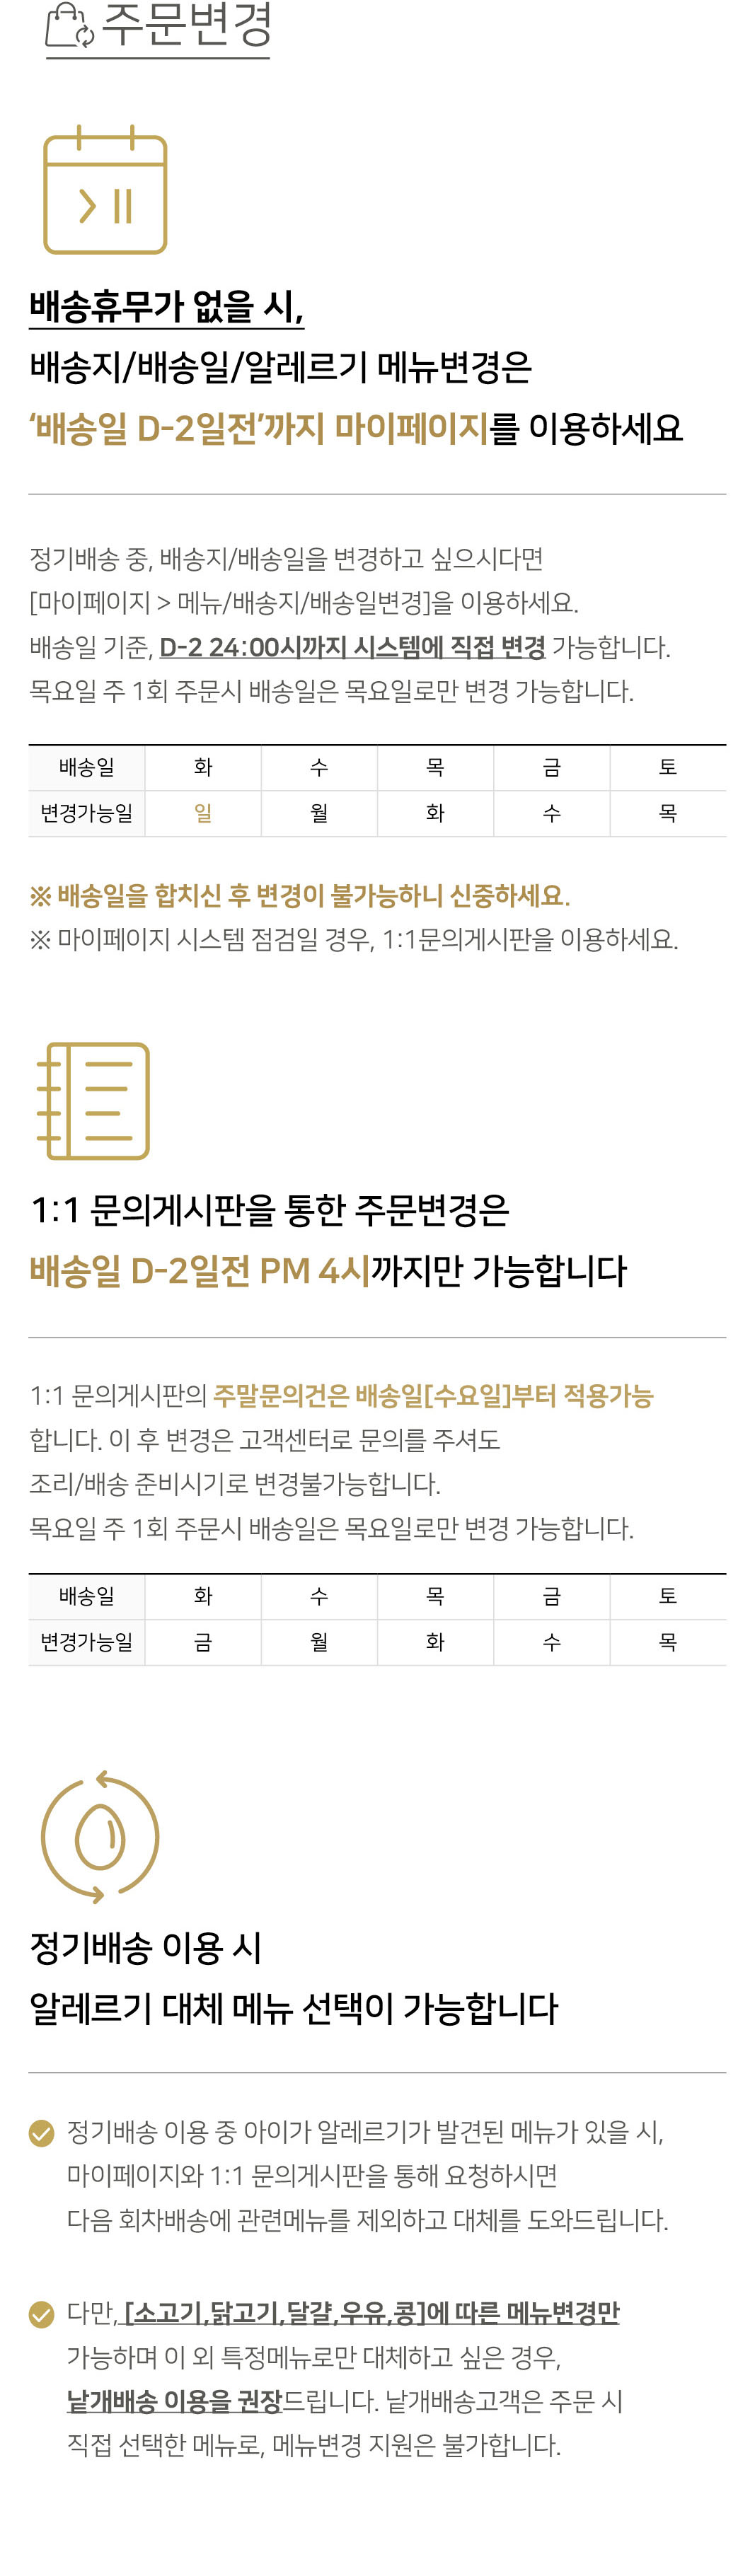 주문변경
배송휴무가 없을 시,
배송지/배송일/알레르기 메뉴변경은
‘배송일 D-2일전’까지 마이페이지를 이용하세요
정기배송 중, 배송지/배송일을 변경하고 싶으시다면
[마이페이지 > 메뉴/배송지/배송일변경]을 이용하세요.
배송일 기준, D-2 24:00시까지 시스템에 직접 변경 가능합니다.
목요일 주 1회 주문시 배송일은 목요일로만 변경 가능합니다.
배송일 화 수 목 금 토
변경가능일 일 월 화 수 목
※ 배송일을 합치신 후 변경이 불가능하니 신중하세요.
※ 마이페이지 시스템 점검일 경우, 1:1문의게시판을 이용하세요.
1:1 문의게시판을 통한 주문변경은
배송일 D-2일전 PM 4시까지만 가능합니다
1:1 문의게시판의 주말문의건은 배송일[수요일]부터 적용가능
합니다. 이 후 변경은 고객센터로 문의를 주셔도
조리/배송 준비시기로 변경불가능합니다.
목요일 주 1회 주문시 배송일은 목요일로만 변경 가능합니다.
배송일 화 수 목 금 토
변경가능일 금 월 화 수 목
정기배송 이용 시
알레르기 대체 메뉴 선택이 가능합니다
정기배송 이용 중 아이가 알레르기가 발견된 메뉴가 있을 시,
마이페이지와 1:1 문의게시판을 통해 요청하시면
다음 회차배송에 관련메뉴를 제외하고 대체를 도와드립니다.
다만, [소고기,닭고기,달걀,우유,콩]에 따른 메뉴변경만
가능하며 이 외 특정메뉴로만 대체하고 싶은 경우,
낱개배송 이용을 권장드립니다. 낱개배송고객은 주문 시
직접 선택한 메뉴로, 메뉴변경 지원은 불가합니다.